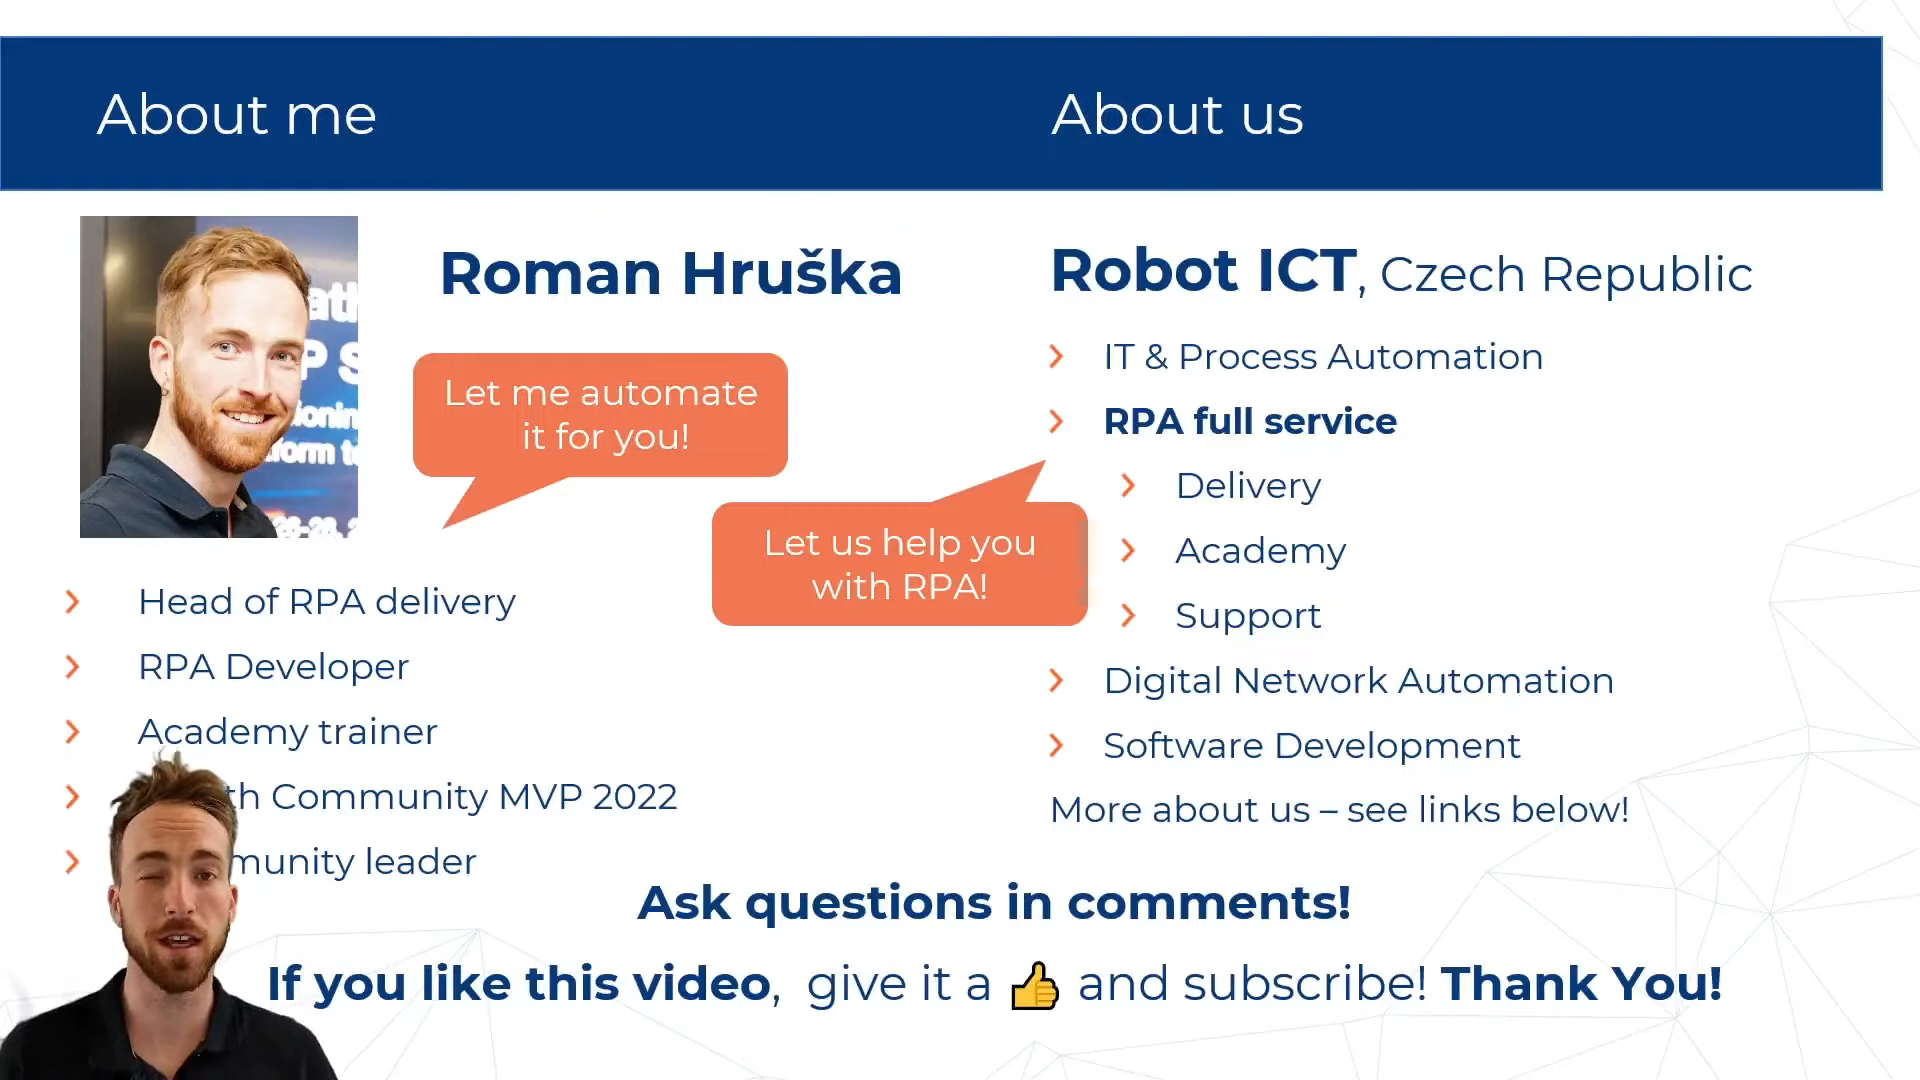 About me
About us
Roman Hruška
Let me automate
it for you!
Head of RPA delivery
RPA Developer
Academy trainer
Community MVP 2022
leader
Robot ICT, Czech Republic
IT & Process Automation
RPA full service
Delivery
Academy
Support
Let us help you
with RPA!
Digital Network Automation
Software Development
More about us – see links below!
Ask questions in comments!
If you like this video, give it a 👍 and subscribe! Thank You!